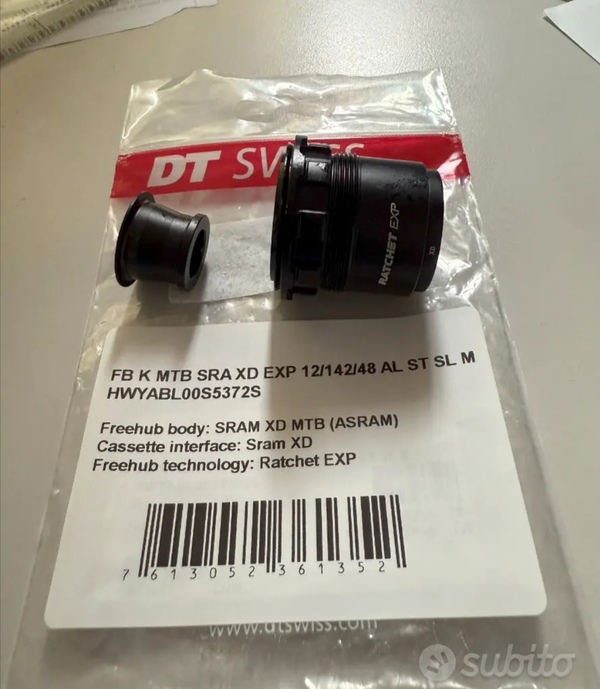 DT SWISS
RATCHET EXP
XD
FB K MTB SRA XD EXP 12/142/48 AL ST SL M
HWYABL00S5372S
Freehub body: SRAM XD MTB (ASRAM)
Cassette interface: Sram XD
Freehub technology: Ratchet EXP
7 613052 361352
www.dtswiss.com
subito